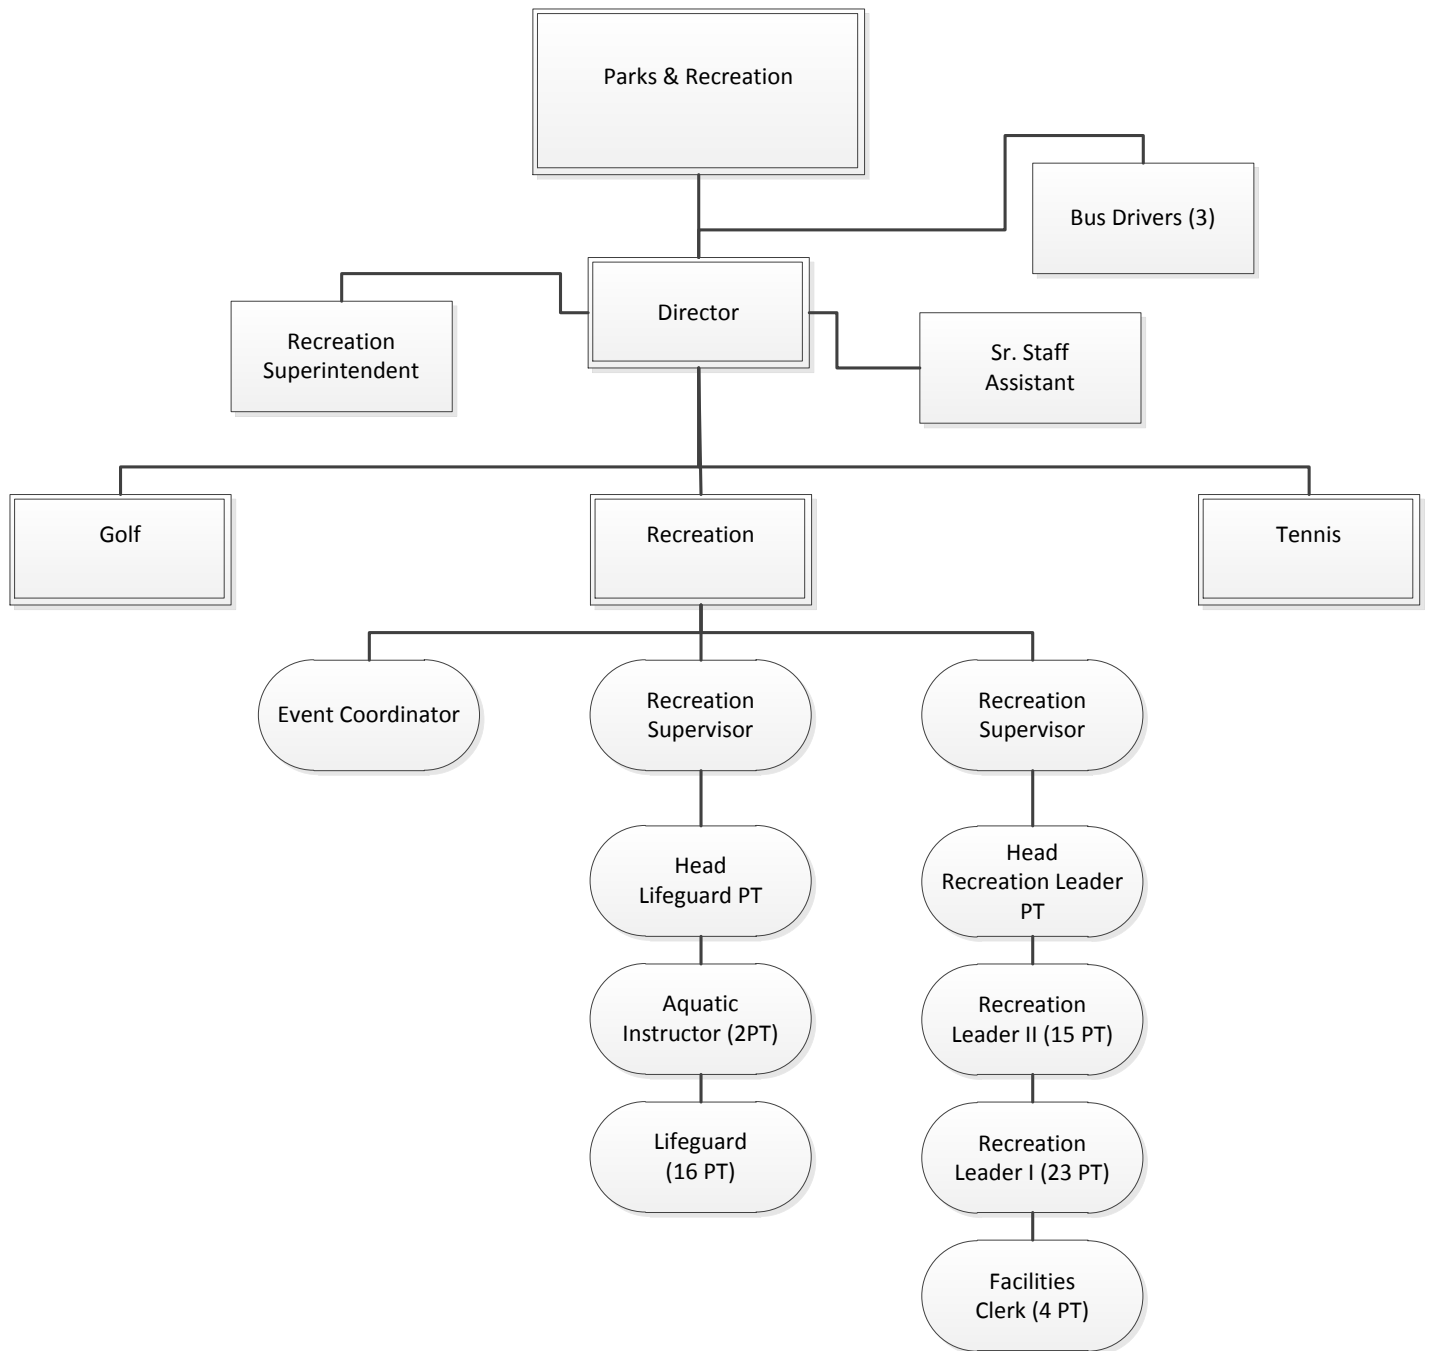 Parks & Recreation
Bus Drivers (3)
Director
Recreation
Superintendent
Sr. Staff
Assistant
Golf
Recreation
Tennis
Event Coordinator
Recreation
Supervisor
Recreation
Supervisor
Head
Lifeguard PT
Head
Recreation Leader
PT
Aquatic
Instructor (2PT)
Recreation
Leader II (15 PT)
Lifeguard
(16 PT)
Recreation
Leader I (23 PT)
Facilities
Clerk (4 PT)